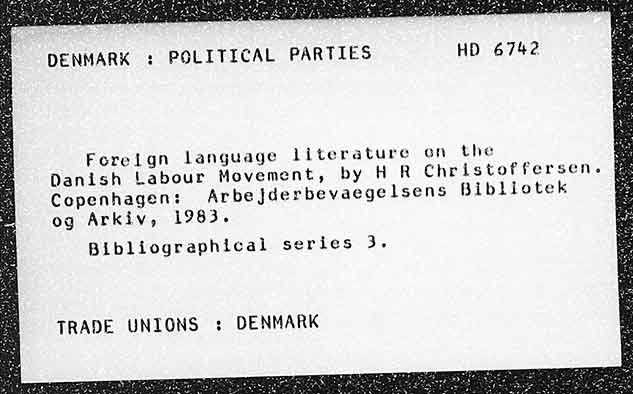 DENMARK : POLITICAL PARTIES HD 6742
Foreign language literature on the
Danish Labour Movement, by H R Christoffersen.
Copenhagen: Arbejderbevaegelsens Bibliotek
og Arkiv, 1983.
Bibliographical series 3.
TRADE UNIONS : DENMARK